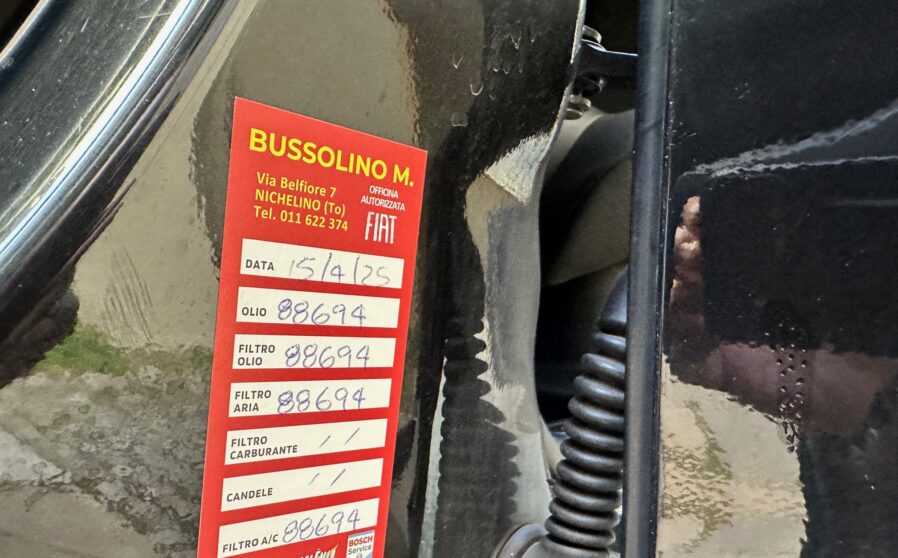 BUSSOLINO M.
Via Belfiore 7
NICHELINO (To)
Tel. 011 622 374
OFFICINA
AUTORIZZATA
FIAT
DATA 15/4/25
OLIO 88694
FILTRO
OLIO 88694
FILTRO
ARIA 88694
FILTRO
CARBURANTE / /
CANDELE / /
FILTRO A/C 88694
BOSCH
Service